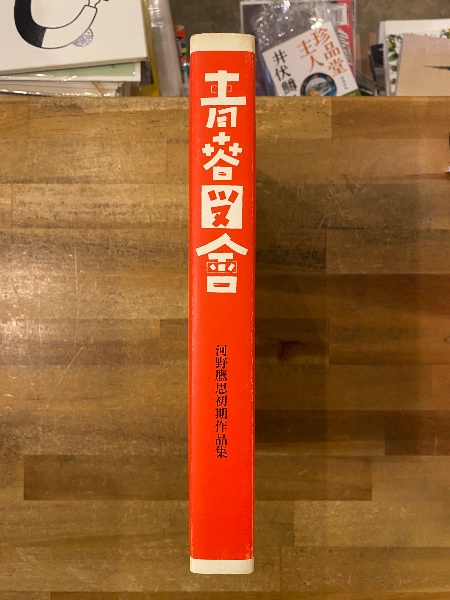 珍品堂
主人
井伏鱒
青春図會
河野鷹思初期作品集